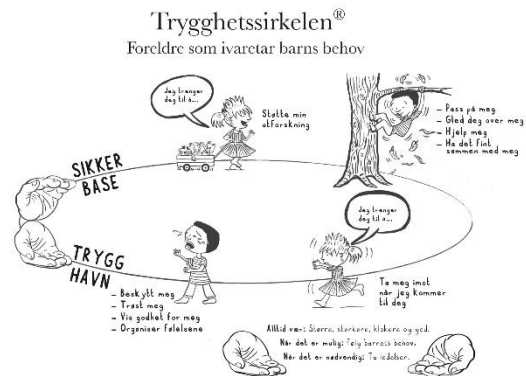 Trygghetssirkelen®
Foreldre som ivaretar barns behov
Jeg trenger
deg til å...
Støtte min
utforskning
– Pass på meg
– Gled deg over meg
– Hjelp meg
– Ha det fint
sammen med meg
SIKKER
BASE
TRYGG
HAVN
Jeg trenger
deg til å...
– Beskytt meg
– Trøst meg
– Vis godhet for meg
– Organiser følelsene
Ta meg imot
når jeg kommer
til deg
Alltid vær: Større, sterkere, klokere og god.
Når det er mulig: Følg barnets behov.
Når det er nødvendig: Ta ledelsen.